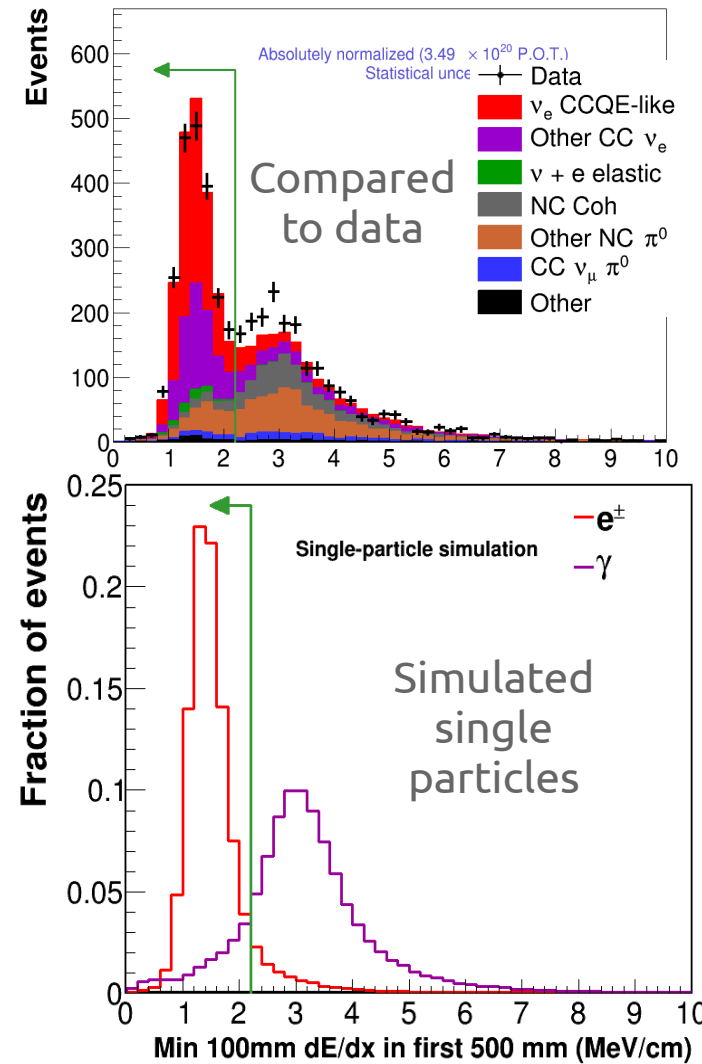 Events
600
500
400
300
200
100
0
Absolutely normalized (3.49 × 10²⁰ P.O.T.)
Statistical unce
Data
νₑ CCQE-like
Other CC νₑ
ν + e elastic
NC Coh
Other NC π⁰
CC ν_μ π⁰
Other
Compared
to data
0 1 2 3 4 5 6 7 8 9 10
Fraction of events
0.25
0.2
0.15
0.1
0.05
0
e±
Single-particle simulation
γ
Simulated
single
particles
0 1 2 3 4 5 6 7 8 9 10
Min 100mm dE/dx in first 500 mm (MeV/cm)